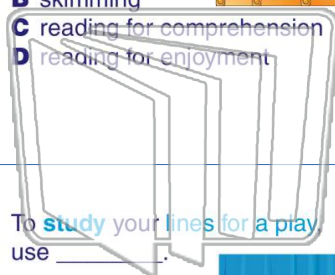 B skimming
C reading for comprehension
D reading for enjoyment
To study your lines for a play,
use ________.